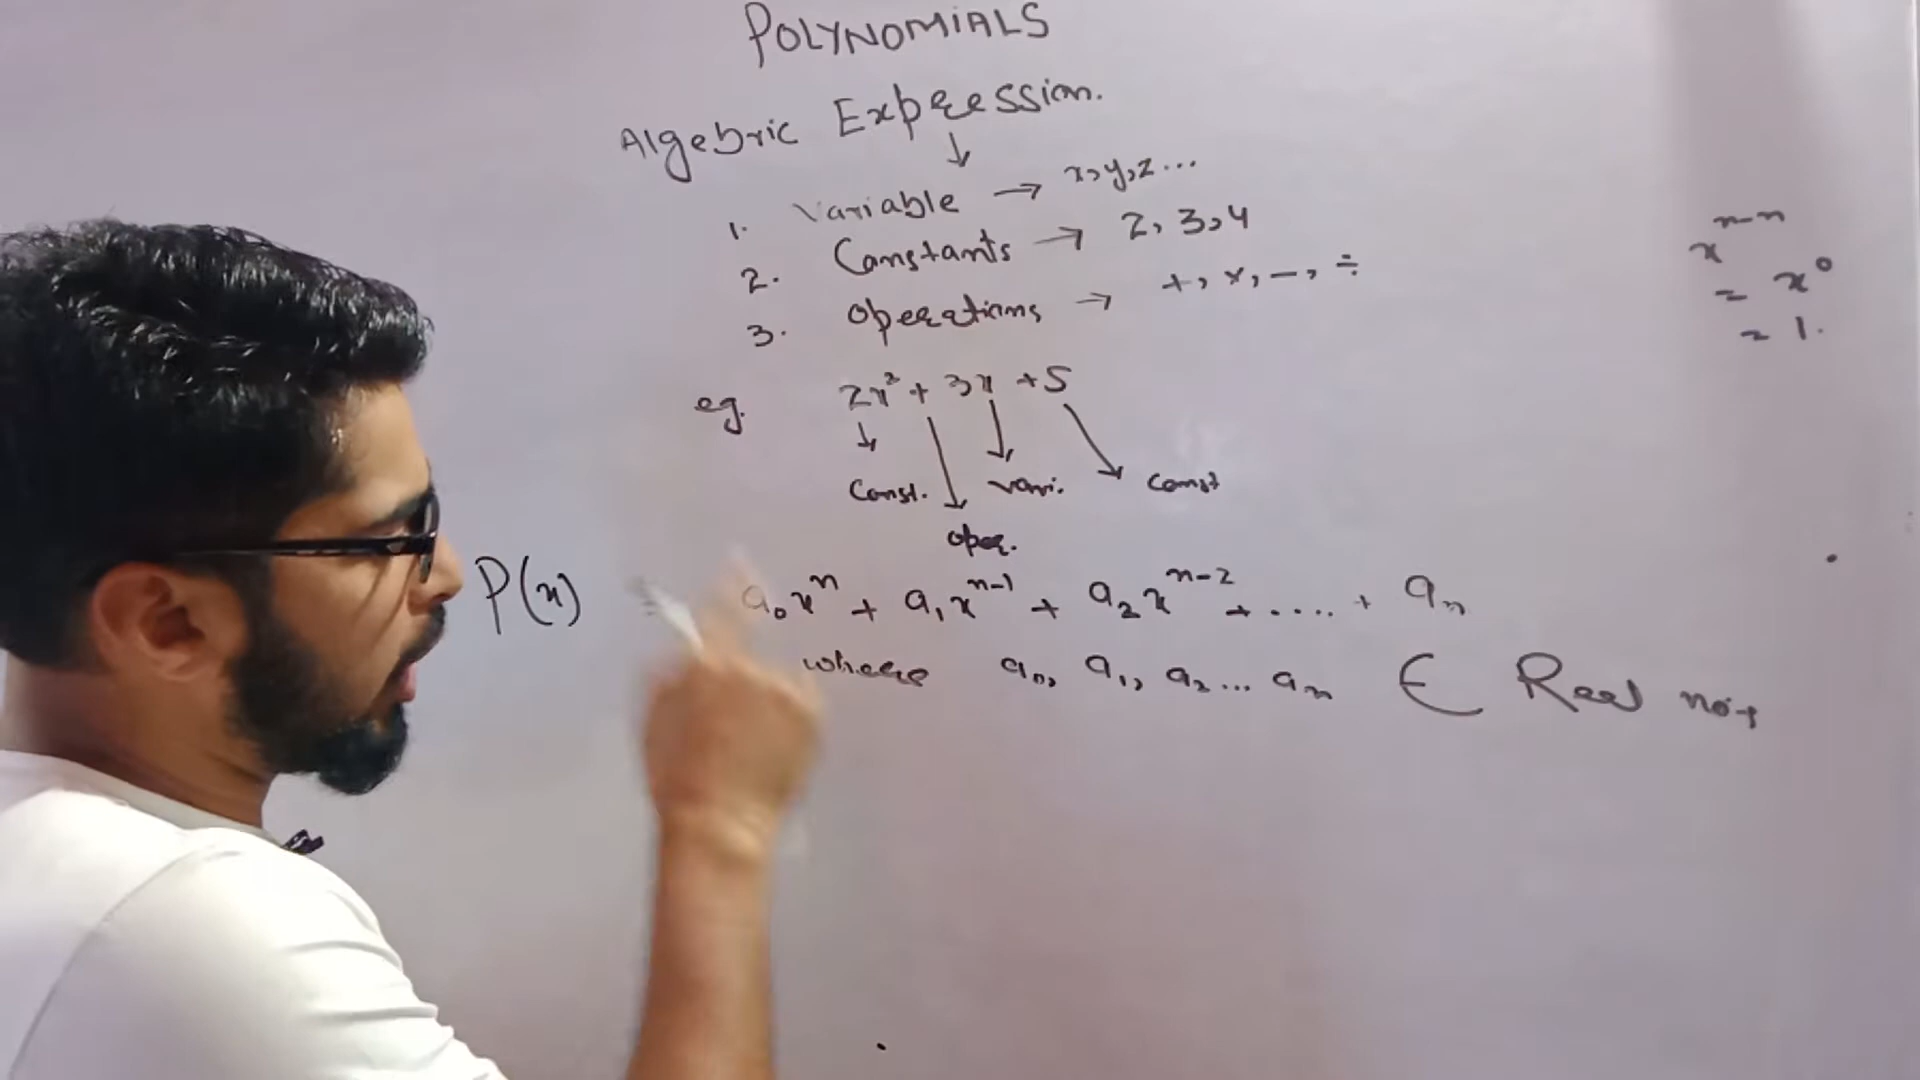 POLYNOMIALS
Algebric Expression.
↓
1. Variable → x,y,z...
2. Constants → 2, 3, 4
3. Operations → +, ×, −, ÷
eg. 2x² + 3x + 5
Const. vari. Const
oper.
P(x) = a₀xⁿ + a₁xⁿ⁻¹ + a₂xⁿ⁻² + .... + aₙ
where a₀, a₁, a₂... aₙ ∈ Real no's
xⁿ⁻ⁿ
= x⁰
= 1.